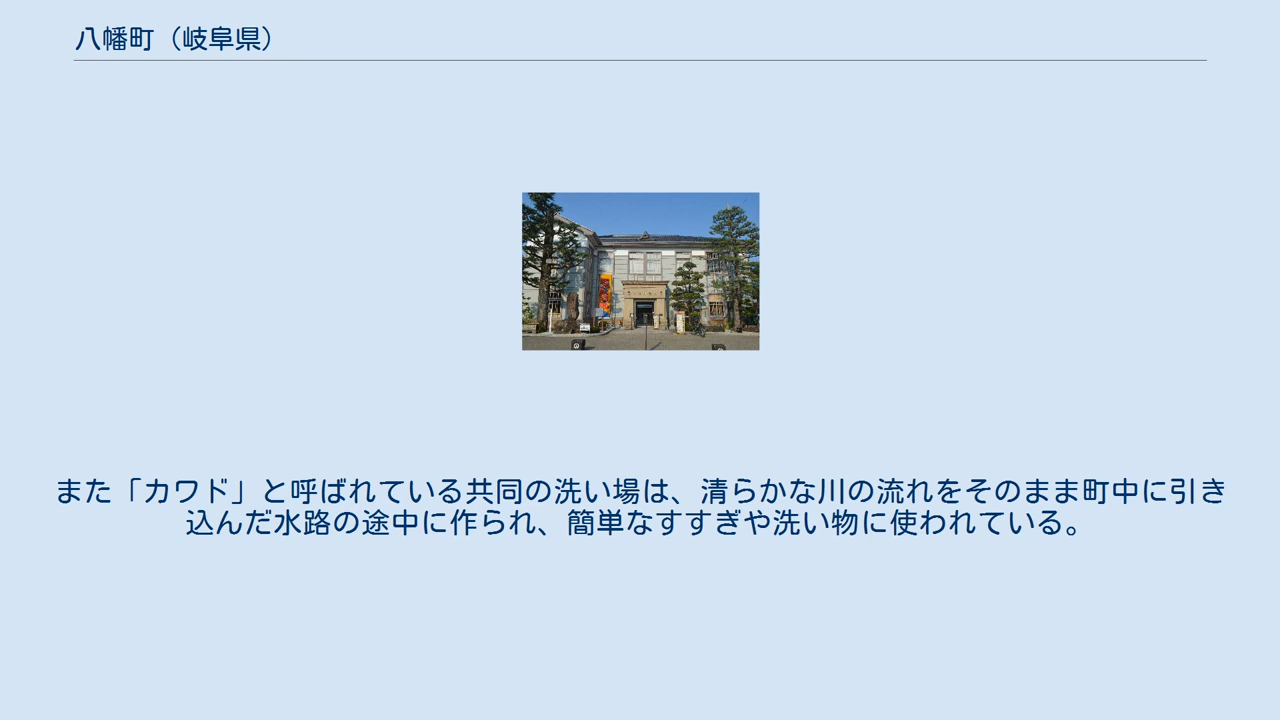 八幡町（岐阜県）
また「カワド」と呼ばれている共同の洗い場は、清らかな川の流れをそのまま町中に引き
込んだ水路の途中に作られ、簡単なすすぎや洗い物に使われている。